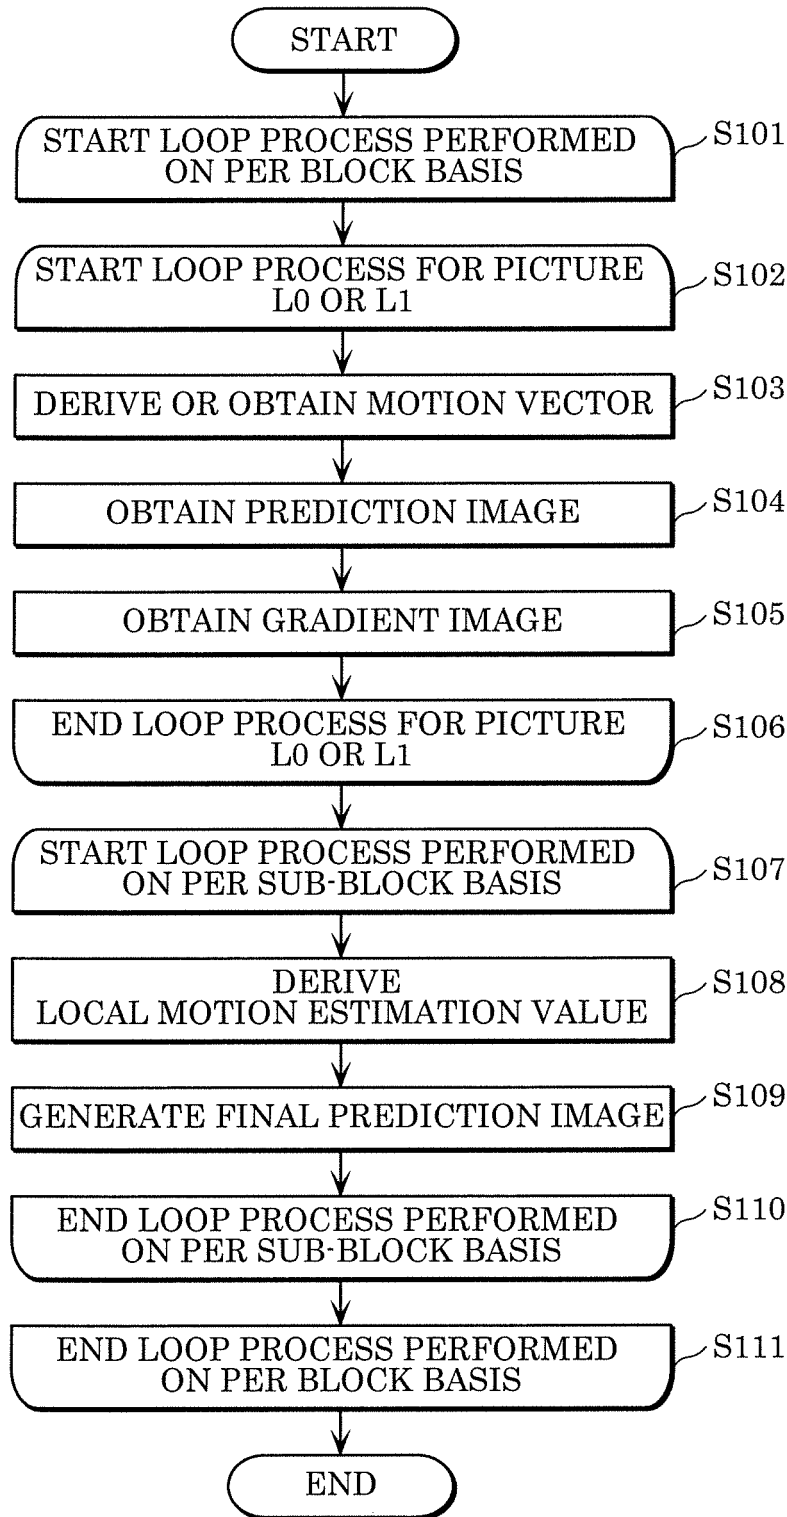 START
START LOOP PROCESS PERFORMED
ON PER BLOCK BASIS
S101
START LOOP PROCESS FOR PICTURE
L0 OR L1
S102
DERIVE OR OBTAIN MOTION VECTOR
S103
OBTAIN PREDICTION IMAGE
S104
OBTAIN GRADIENT IMAGE
S105
END LOOP PROCESS FOR PICTURE
L0 OR L1
S106
START LOOP PROCESS PERFORMED
ON PER SUB-BLOCK BASIS
S107
DERIVE
LOCAL MOTION ESTIMATION VALUE
S108
GENERATE FINAL PREDICTION IMAGE
S109
END LOOP PROCESS PERFORMED
ON PER SUB-BLOCK BASIS
S110
END LOOP PROCESS PERFORMED
ON PER BLOCK BASIS
S111
END